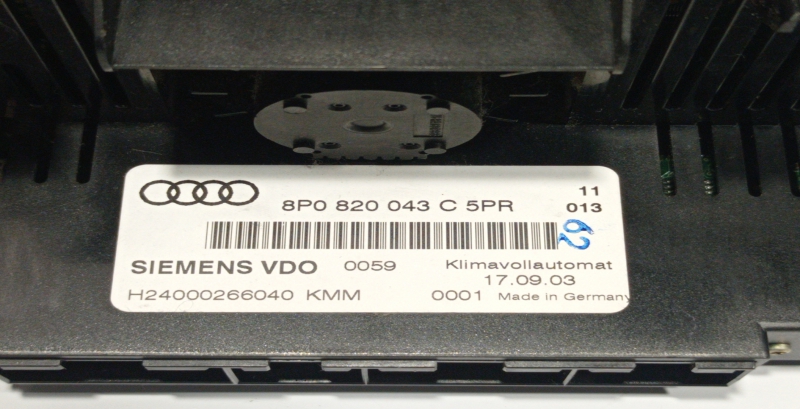 8P0 820 043 C 5PR 11
013
62
SIEMENS VDO 0059 Klimavollautomat
17.09.03
H24000266040 KMM 0001 Made in Germany